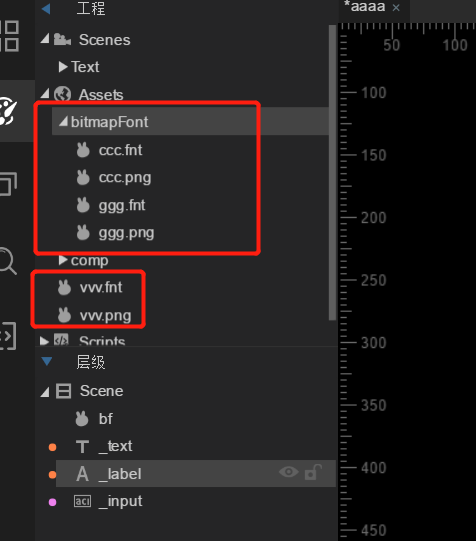 工程
Scenes
Text
Assets
bitmapFont
ccc.fnt
ccc.png
ggg.fnt
ggg.png
comp
vvv.fnt
vvv.png
Scripts
层级
Scene
bf
T _text
A _label
aci _input
*aaaa ×
50 100
100
150
200
250
300
350
400
450